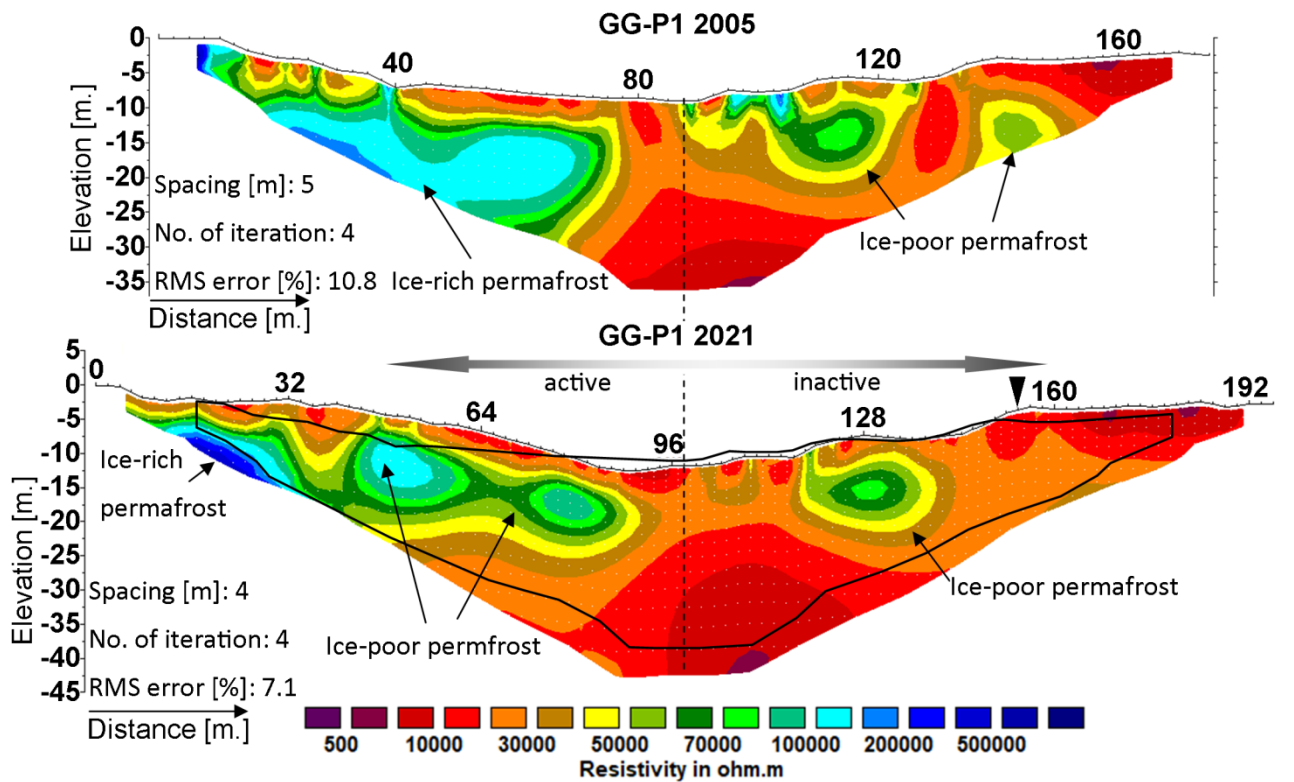 GG-P1 2005
0
-5
-10
-15
-20
-25
-30
-35
Elevation [m.]
40
80
120
160
Spacing [m]: 5
No. of iteration: 4
RMS error [%]: 10.8
Ice-rich permafrost
Ice-poor permafrost
Distance [m.]
GG-P1 2021
active
inactive
5
0
-5
-10
-15
-20
-25
-30
-35
-40
-45
Elevation [m.]
0
32
64
96
128
160
192
Ice-rich
permafrost
Spacing [m]: 4
No. of iteration: 4
RMS error [%]: 7.1
Ice-poor permfrost
Ice-poor permafrost
Distance [m.]
500 10000 30000 50000 70000 100000 200000 500000
Resistivity in ohm.m